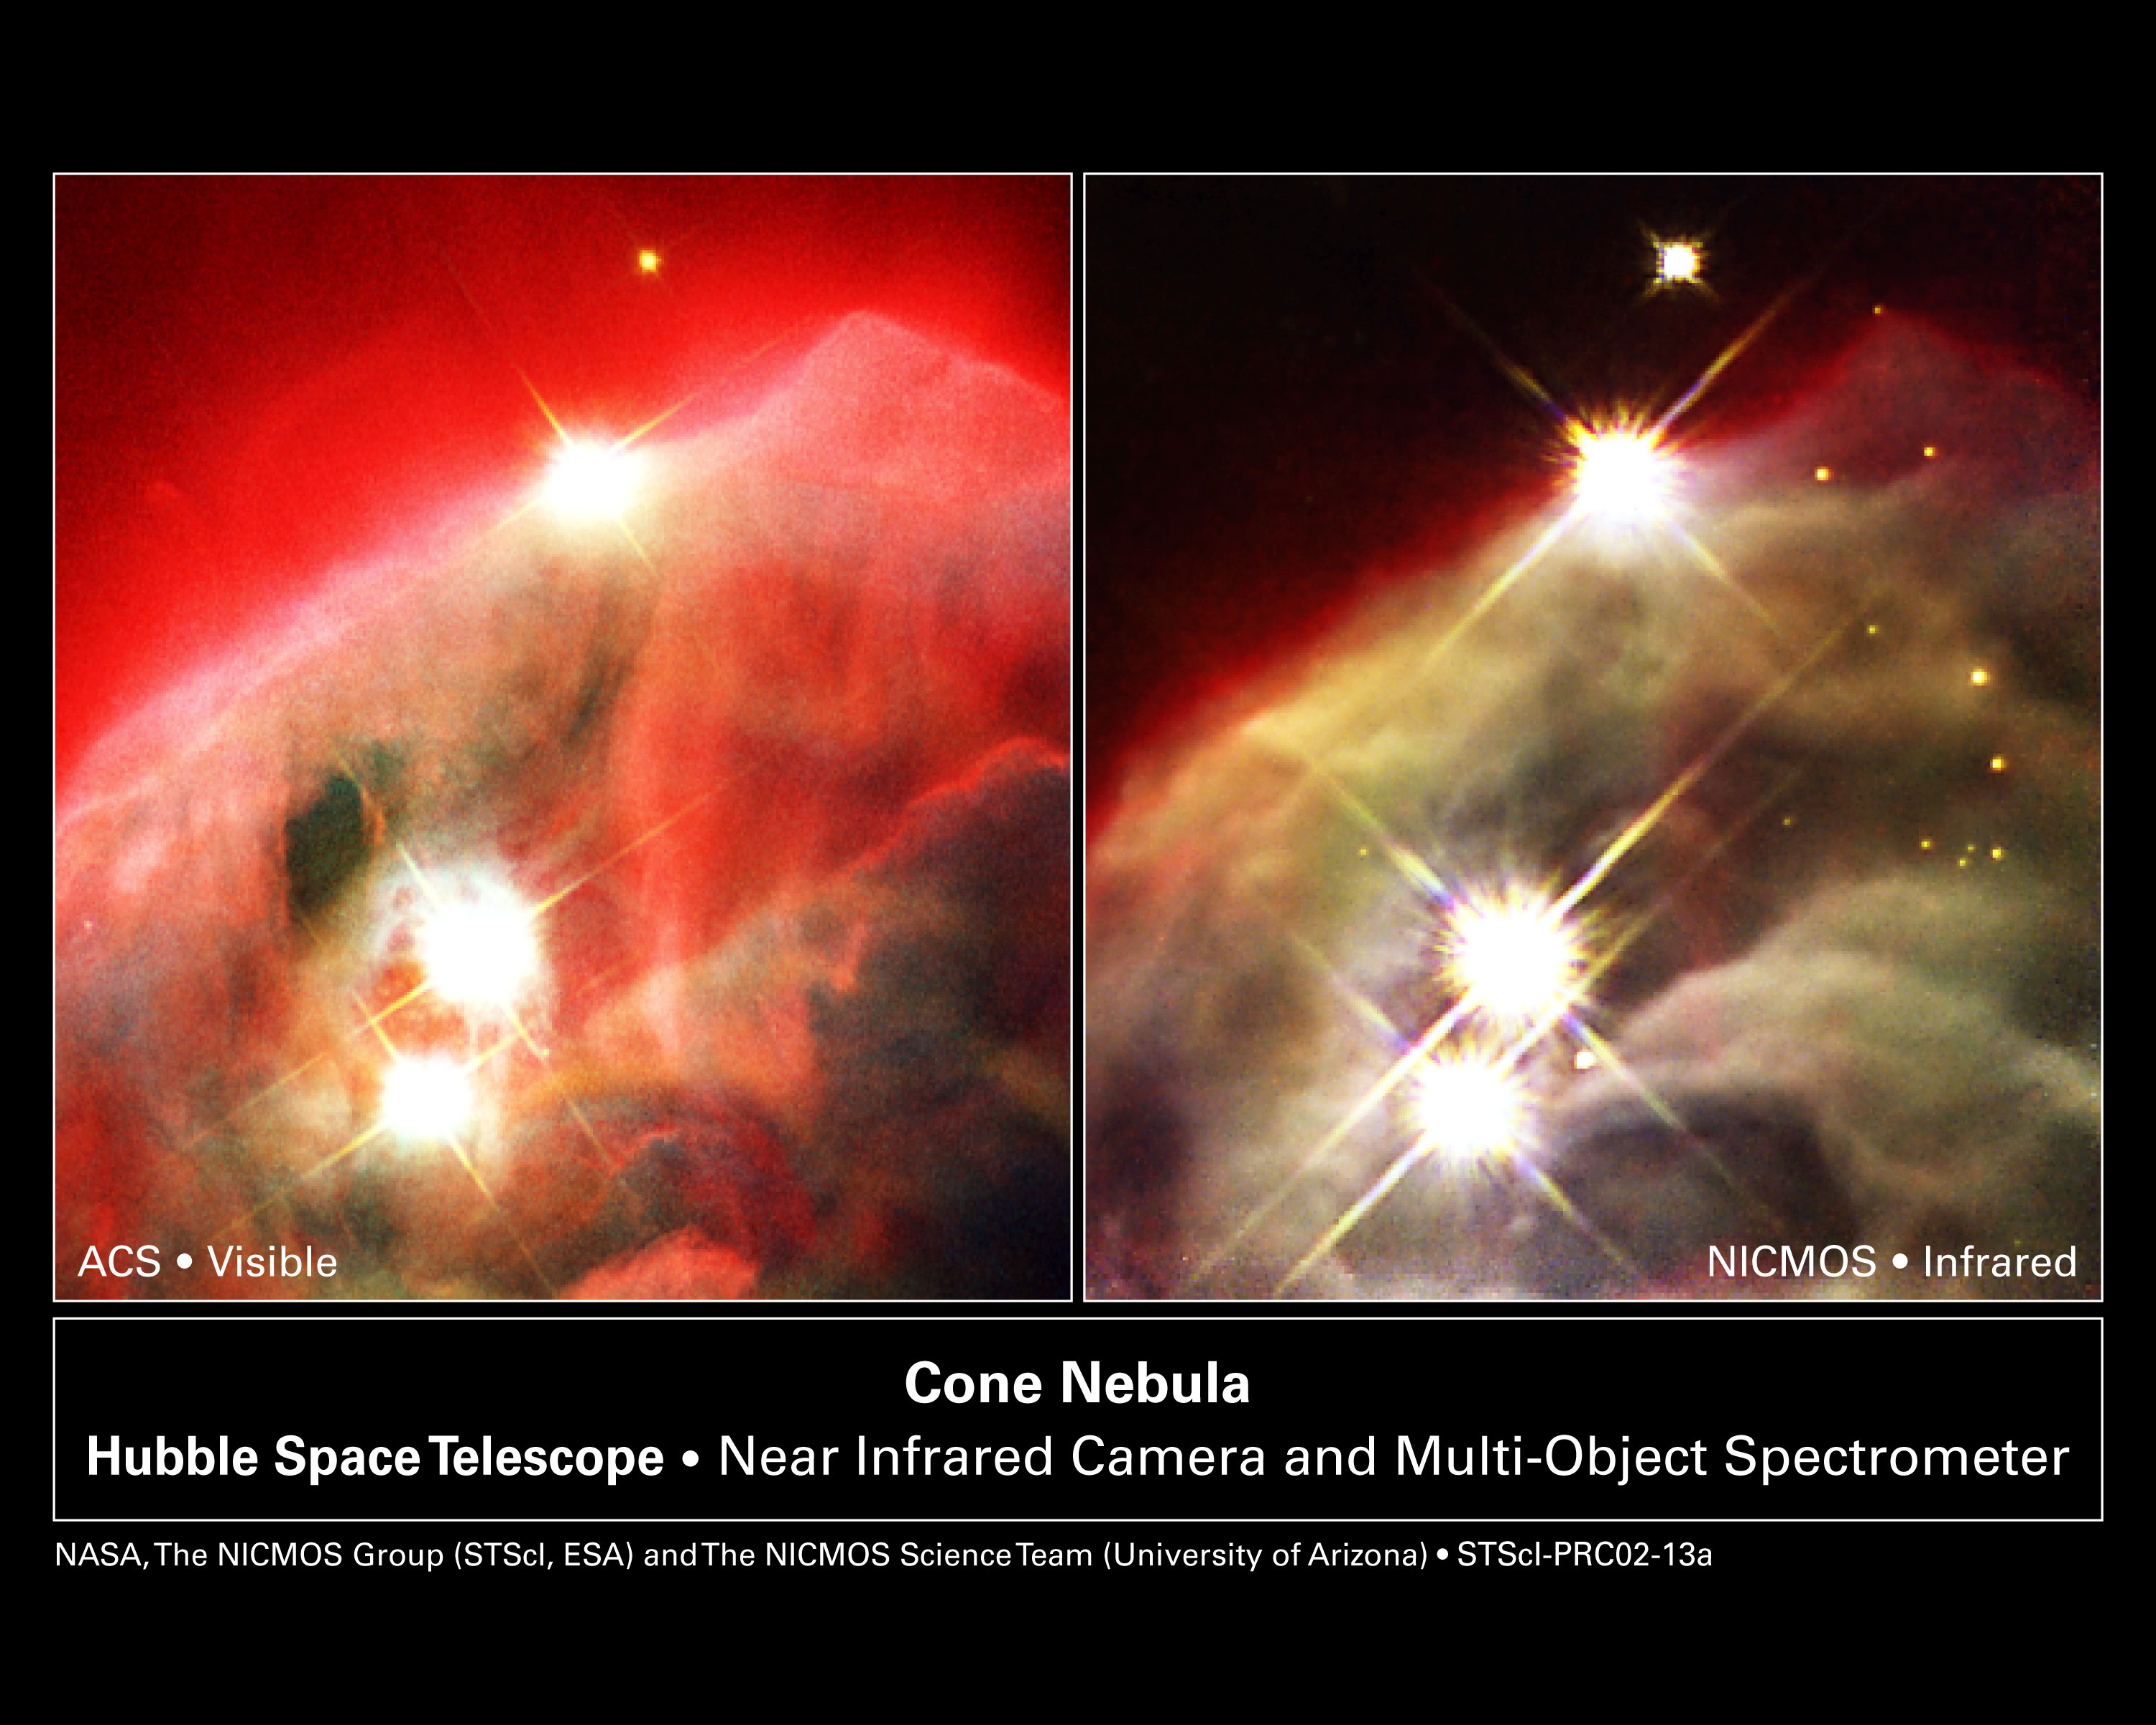 ACS • Visible
NICMOS • Infrared
Cone Nebula
Hubble Space Telescope • Near Infrared Camera and Multi-Object Spectrometer
NASA, The NICMOS Group (STScI, ESA) and The NICMOS Science Team (University of Arizona) • STScI-PRC02-13a